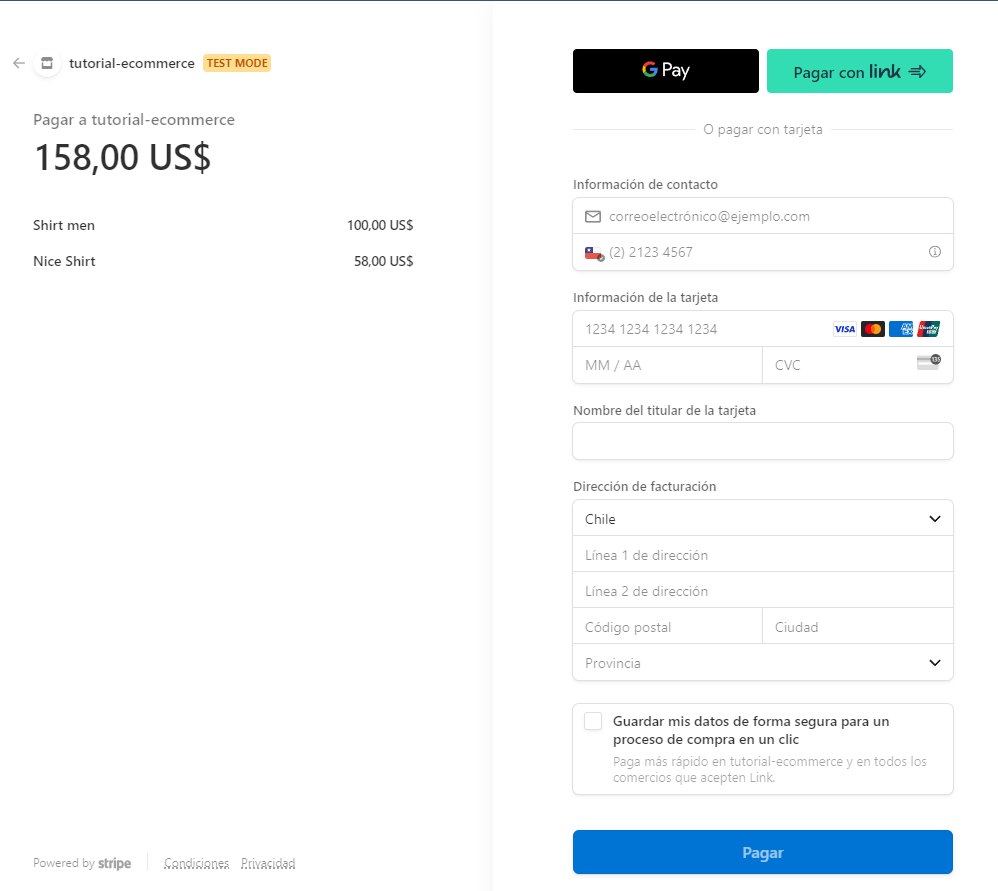 tutorial-ecommerce TEST MODE
Pagar a tutorial-ecommerce
158,00 US$
Shirt men 100,00 US$
Nice Shirt 58,00 US$
Powered by stripe Condiciones Privacidad
G Pay Pagar con link
O pagar con tarjeta
Información de contacto
correoelectrónico@ejemplo.com
(2) 2123 4567
Información de la tarjeta
1234 1234 1234 1234 VISA
MM / AA CVC 135
Nombre del titular de la tarjeta
Dirección de facturación
Chile
Línea 1 de dirección
Línea 2 de dirección
Código postal Ciudad
Provincia
Guardar mis datos de forma segura para un
proceso de compra en un clic
Paga más rápido en tutorial-ecommerce y en todos los
comercios que acepten Link.
Pagar